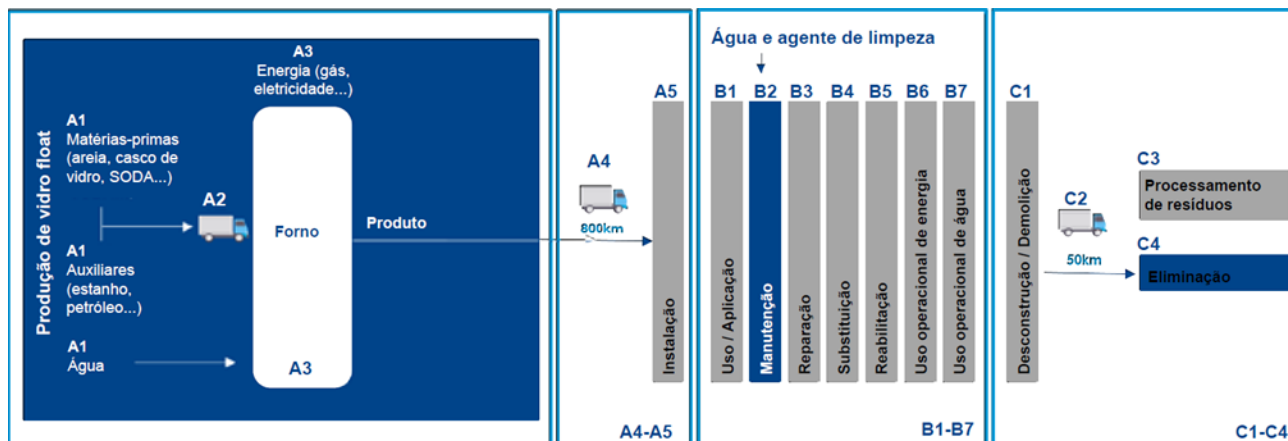 Produção de vidro float
A3
Energia (gás,
eletricidade...)
A1
Matérias-primas
(areia, casco de
vidro, SODA...)
A2
Forno
Produto
A1
Auxiliares
(estanho,
petróleo...)
A1
Água
A3
A4
800km
A5
Instalação
A4-A5
Água e agente de limpeza
B1
B2
B3
B4
B5
B6
B7
Uso / Aplicação
Manutenção
Reparação
Substituição
Reabilitação
Uso operacional de energia
Uso operacional de água
B1-B7
C1
Desconstrução / Demolição
C2
50km
C3
Processamento
de resíduos
C4
Eliminação
C1-C4